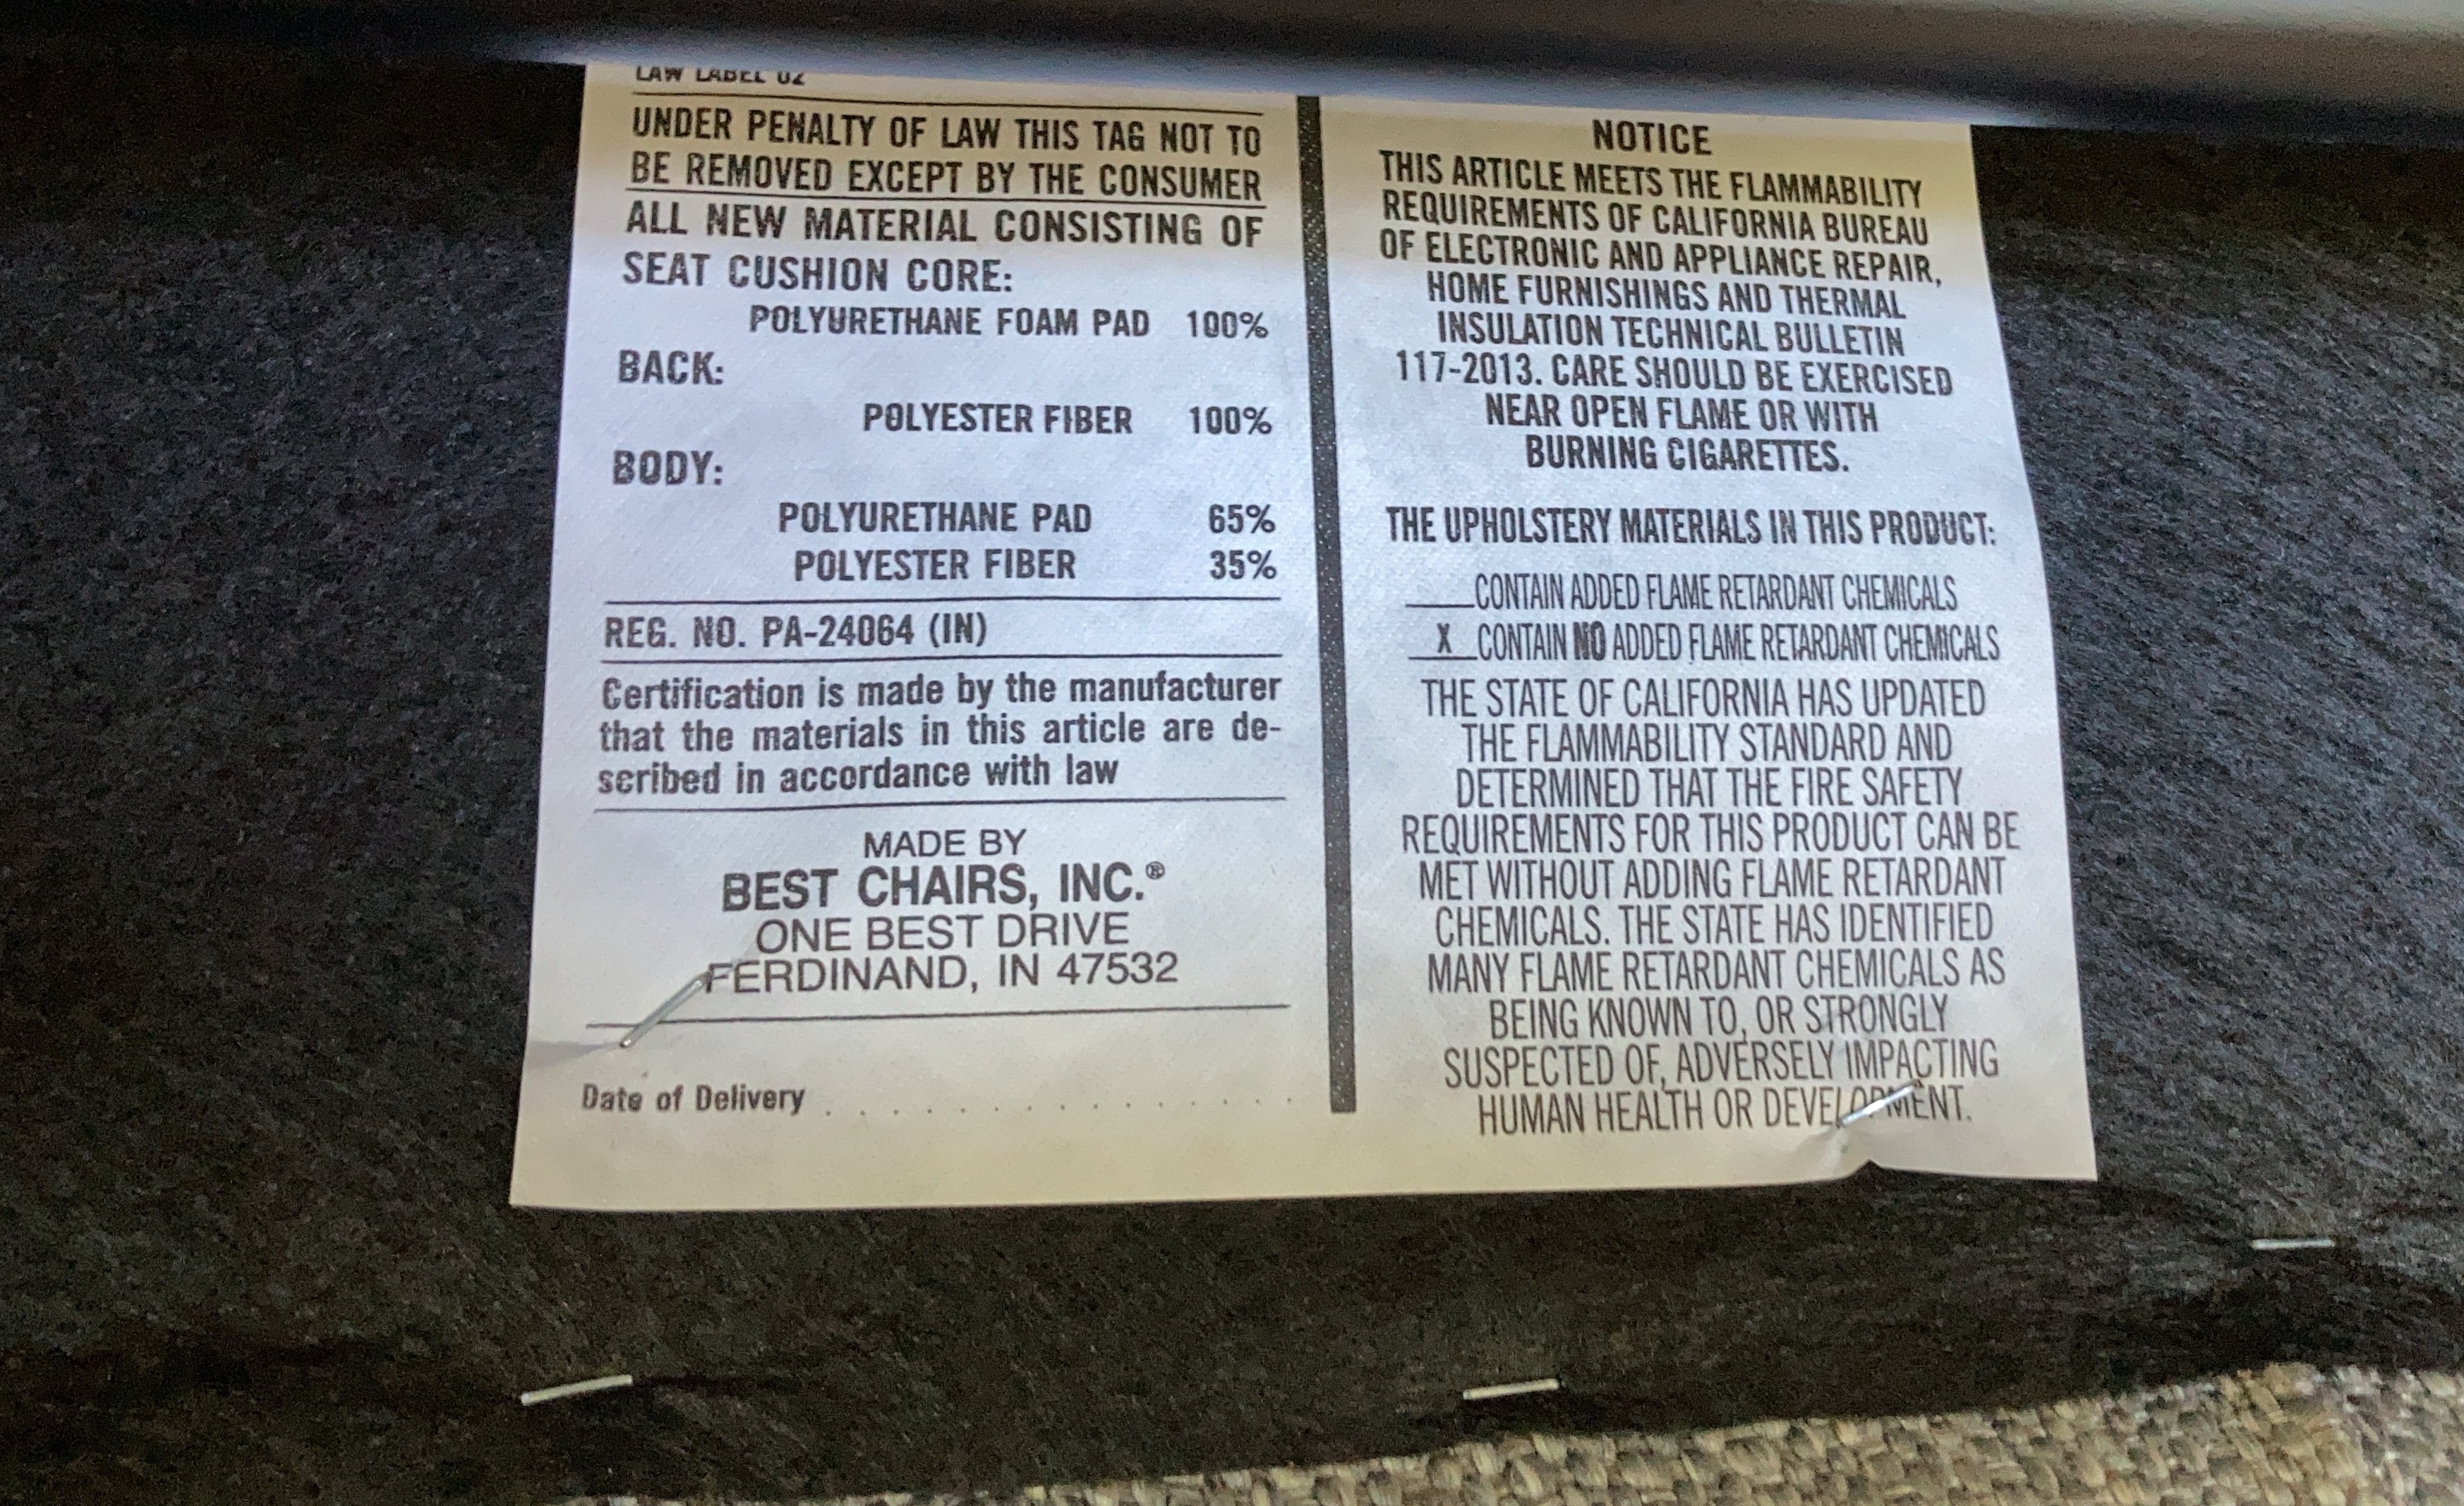 LAW LABEL 02
UNDER PENALTY OF LAW THIS TAG NOT TO
BE REMOVED EXCEPT BY THE CONSUMER
ALL NEW MATERIAL CONSISTING OF
SEAT CUSHION CORE:
POLYURETHANE FOAM PAD 100%
BACK:
POLYESTER FIBER 100%
BODY:
POLYURETHANE PAD 65%
POLYESTER FIBER 35%
REG. NO. PA-24064 (IN)
Certification is made by the manufacturer
that the materials in this article are de-
scribed in accordance with law
MADE BY
BEST CHAIRS, INC.®
ONE BEST DRIVE
FERDINAND, IN 47532
Date of Delivery . . . . . . . . . . . . . . .
NOTICE
THIS ARTICLE MEETS THE FLAMMABILITY
REQUIREMENTS OF CALIFORNIA BUREAU
OF ELECTRONIC AND APPLIANCE REPAIR,
HOME FURNISHINGS AND THERMAL
INSULATION TECHNICAL BULLETIN
117-2013. CARE SHOULD BE EXERCISED
NEAR OPEN FLAME OR WITH
BURNING CIGARETTES.
THE UPHOLSTERY MATERIALS IN THIS PRODUCT:
____CONTAIN ADDED FLAME RETARDANT CHEMICALS
_X_CONTAIN NO ADDED FLAME RETARDANT CHEMICALS
THE STATE OF CALIFORNIA HAS UPDATED
THE FLAMMABILITY STANDARD AND
DETERMINED THAT THE FIRE SAFETY
REQUIREMENTS FOR THIS PRODUCT CAN BE
MET WITHOUT ADDING FLAME RETARDANT
CHEMICALS. THE STATE HAS IDENTIFIED
MANY FLAME RETARDANT CHEMICALS AS
BEING KNOWN TO, OR STRONGLY
SUSPECTED OF, ADVERSELY IMPACTING
HUMAN HEALTH OR DEVELOPMENT.